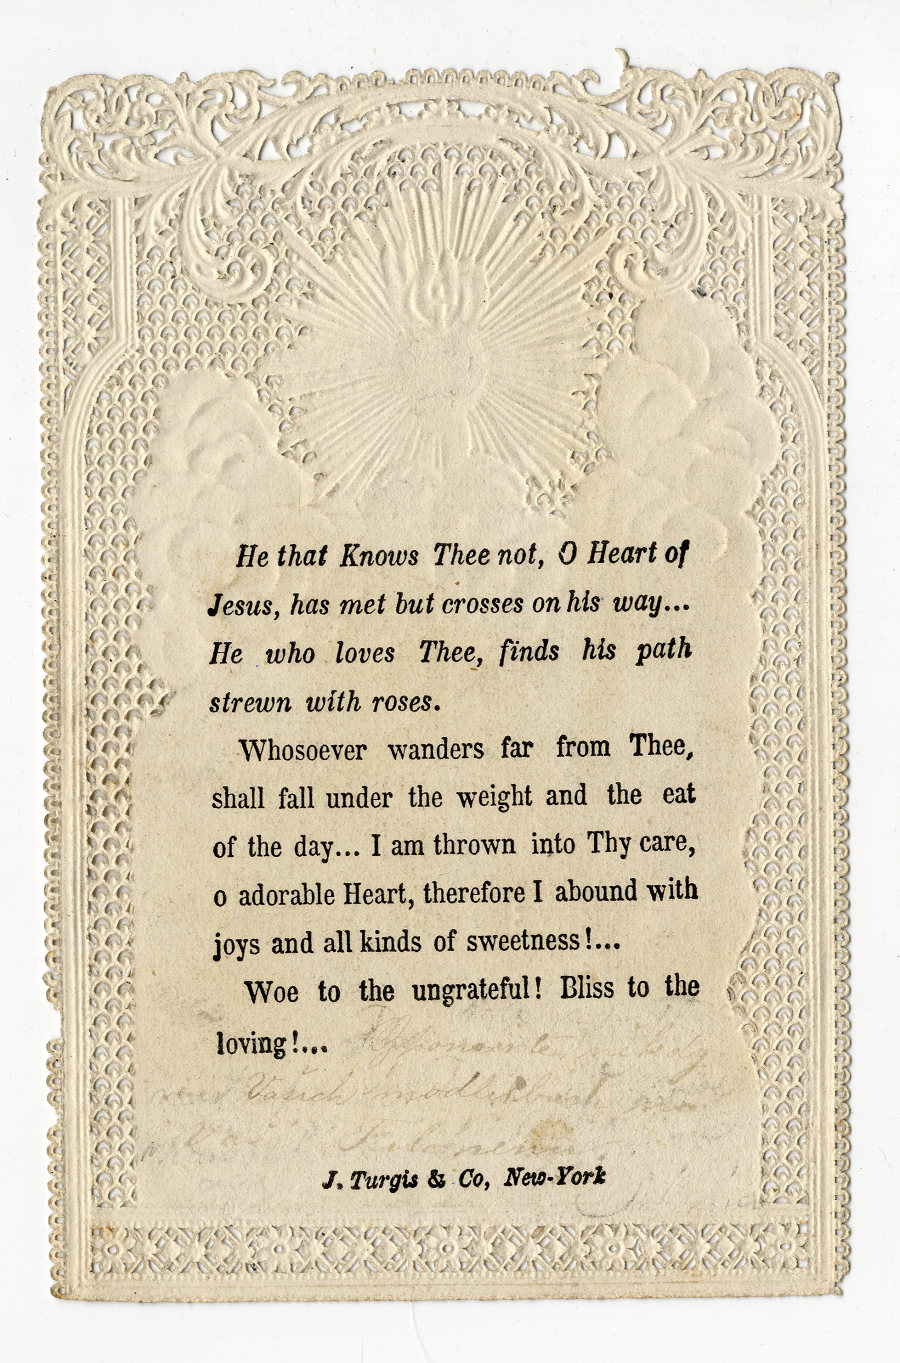 He that Knows Thee not, O Heart of
Jesus, has met but crosses on his way...
He who loves Thee, finds his path
strewn with roses.
Whosoever wanders far from Thee,
shall fall under the weight and the eat
of the day... I am thrown into Thy care,
o adorable Heart, therefore I abound with
joys and all kinds of sweetness!...
Woe to the ungrateful! Bliss to the
loving!...
J. Turgis & Co, New-York